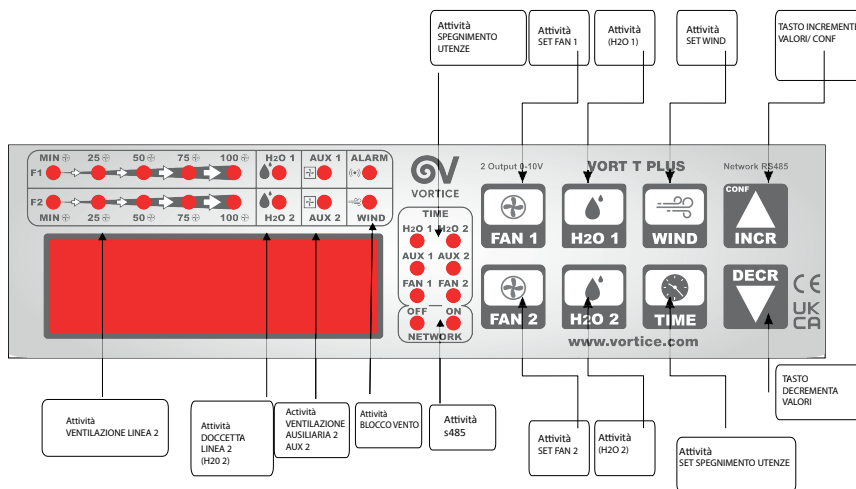 Attività
SPEGNIMENTO
UTENZE
Attività
SET FAN 1
Attività
(H2O 1)
Attività
SET WIND
TASTO INCREMENTE
VALORI/ CONF
MIN 25 50 75 100 H2O 1 AUX 1 ALARM
F1
F2
MIN 25 50 75 100 H2O 2 AUX 2 WIND
VORTICE
TIME
H2O 1 H2O 2
AUX 1 AUX 2
FAN 1 FAN 2
OFF ON
NETWORK
2 Output 0-10V VORT T PLUS Network RS485
FAN 1 H2O 1 WIND CONF INCR
FAN 2 H2O 2 TIME DECR
www.vortice.com
CE
UK
CA
Attività
VENTILAZIONE LINEA 2
Attività
DOCCETTA
LINEA 2
(H20 2)
Activité
VENTILAZIONE
AUSILIARIA 2
AUX 2
Attività
BLOCCO VENTO
Attività
s485
Attività
SET FAN 2
Attività
(H2O 2)
Attività
SET SPEGNIMENTO UTENZE
TASTO
DECREMENTA
VALORI